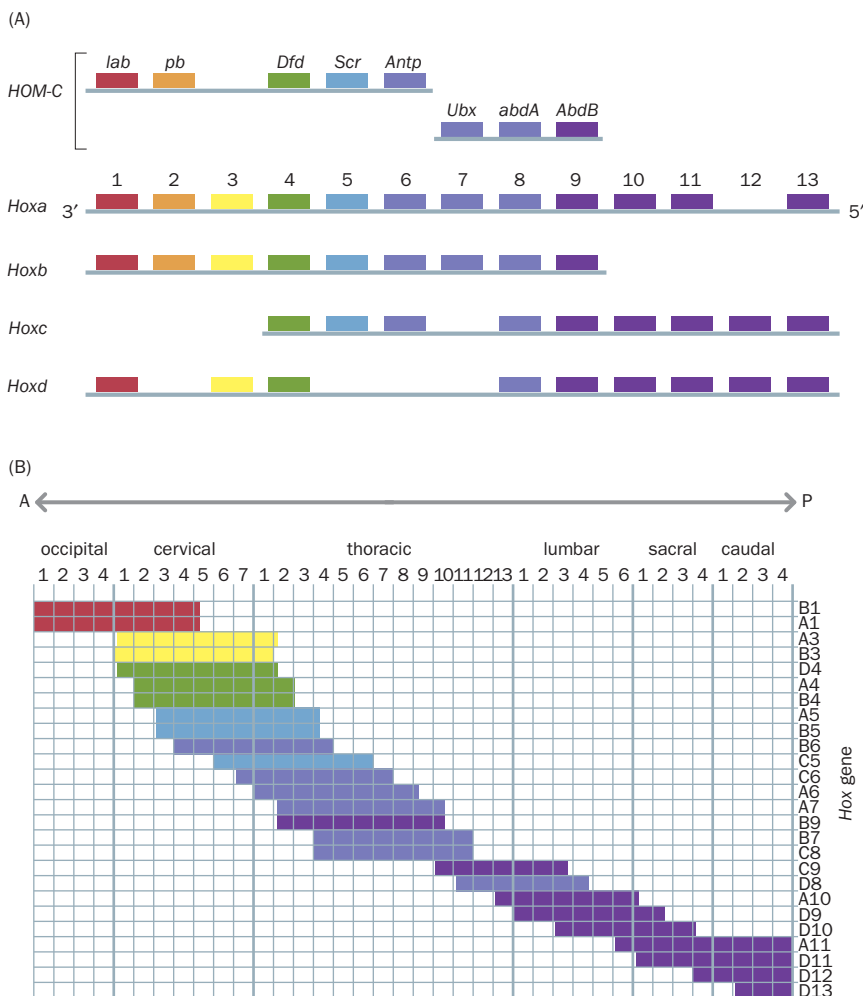 (A)
lab pb Dfd Scr Antp
HOM-C
Ubx abdA AbdB
1 2 3 4 5 6 7 8 9 10 11 12 13
Hoxa 3′ 5′
Hoxb
Hoxc
Hoxd
(B)
A P
occipital cervical thoracic lumbar sacral caudal
1 2 3 4 1 2 3 4 5 6 7 1 2 3 4 5 6 7 8 9 10 11 12 13 1 2 3 4 5 6 1 2 3 4 1 2 3 4
B1
A1
A3
B3
D4
A4
B4
A5
B5
B6
C5
C6
A6
A7
B9
B7
C8
C9
D8
A10
D9
D10
A11
D11
D12
D13
Hox gene